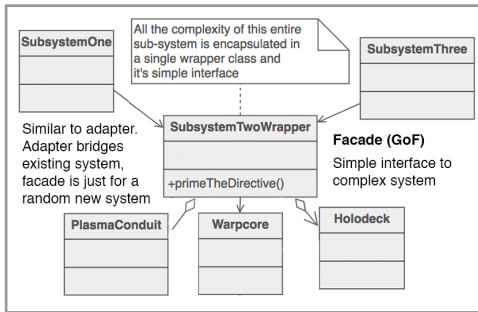 SubsystemOne
All the complexity of this entire
sub-system is encapsulated in
a single wrapper class and
it's simple interface
SubsystemThree
Similar to adapter.
Adapter bridges
existing system,
facade is just for a
random new system
SubsystemTwoWrapper
+primeTheDirective()
Facade (GoF)
Simple interface to
complex system
PlasmaConduit
Warpcore
Holodeck